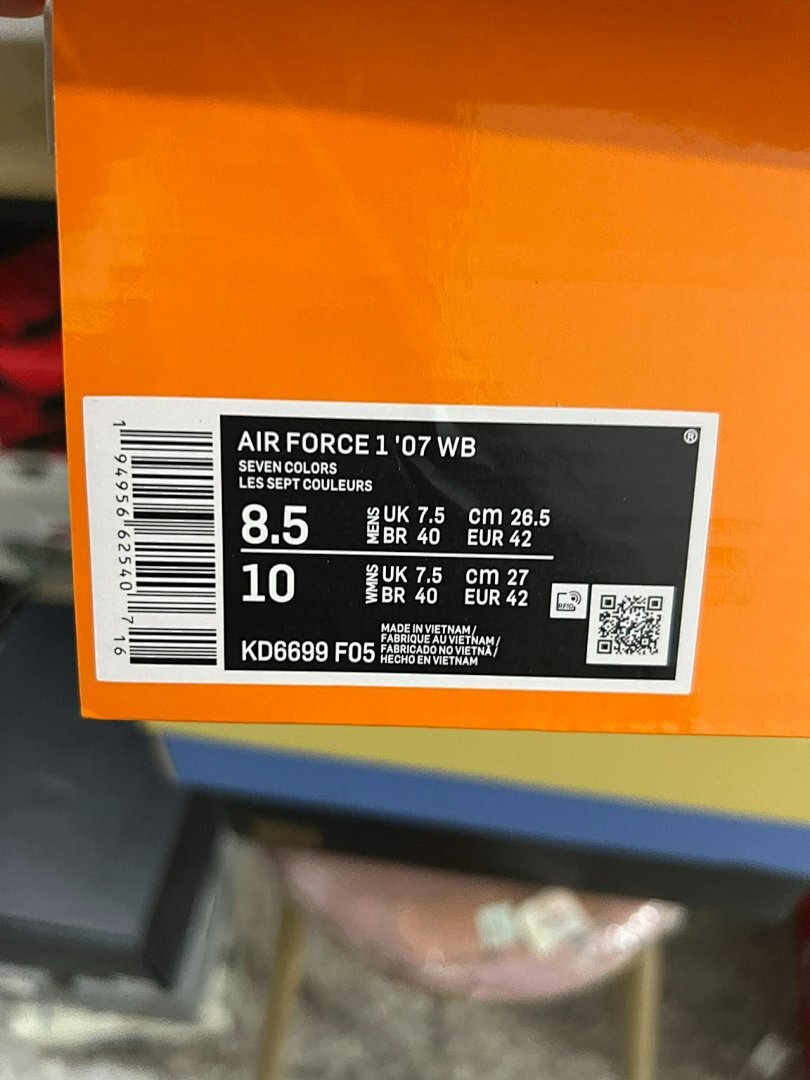 AIR FORCE 1 '07 WB
SEVEN COLORS
LES SEPT COULEURS
8.5 MENS UK 7.5 cm 26.5
BR 40 EUR 42
10 WMNS UK 7.5 cm 27
BR 40 EUR 42
RFID
KD6699 F05
MADE IN VIETNAM/
FABRIQUE AU VIETNAM/
FABRICADO NO VIETNÃ/
HECHO EN VIETNAM
®
1 94956 62540 7 16